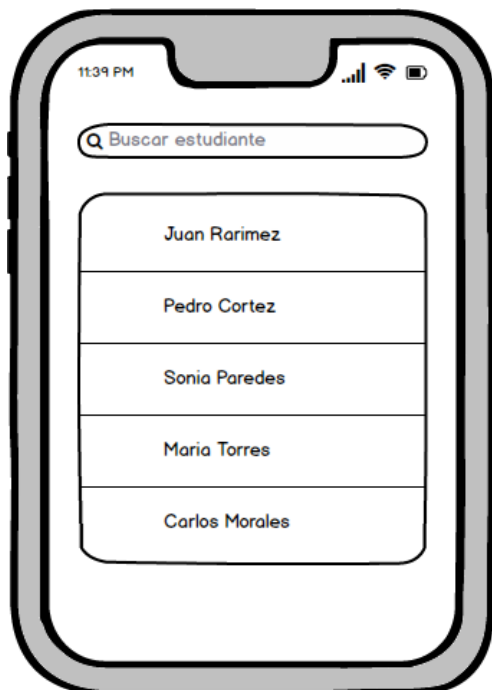 11:39 PM
Buscar estudiante
Juan Rarimez
Pedro Cortez
Sonia Paredes
Maria Torres
Carlos Morales